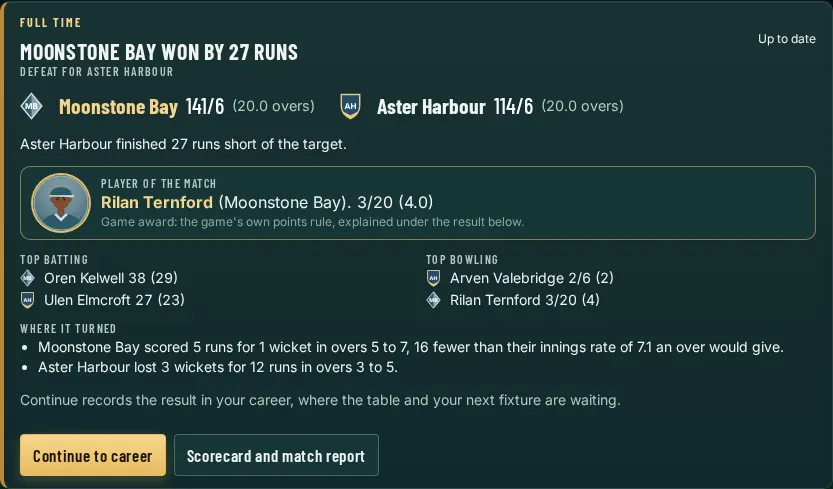 FULL TIME
Up to date
MOONSTONE BAY WON BY 27 RUNS
DEFEAT FOR ASTER HARBOUR
MB Moonstone Bay 141/6 (20.0 overs) AH Aster Harbour 114/6 (20.0 overs)
Aster Harbour finished 27 runs short of the target.
PLAYER OF THE MATCH
Rilan Ternford (Moonstone Bay). 3/20 (4.0)
Game award: the game's own points rule, explained under the result below.
TOP BATTING
MB Oren Kelwell 38 (29)
AH Ulen Elmcroft 27 (23)
TOP BOWLING
AH Arven Valebridge 2/6 (2)
MB Rilan Ternford 3/20 (4)
WHERE IT TURNED
• Moonstone Bay scored 5 runs for 1 wicket in overs 5 to 7, 16 fewer than their innings rate of 7.1 an over would give.
• Aster Harbour lost 3 wickets for 12 runs in overs 3 to 5.
Continue records the result in your career, where the table and your next fixture are waiting.
Continue to career
Scorecard and match report